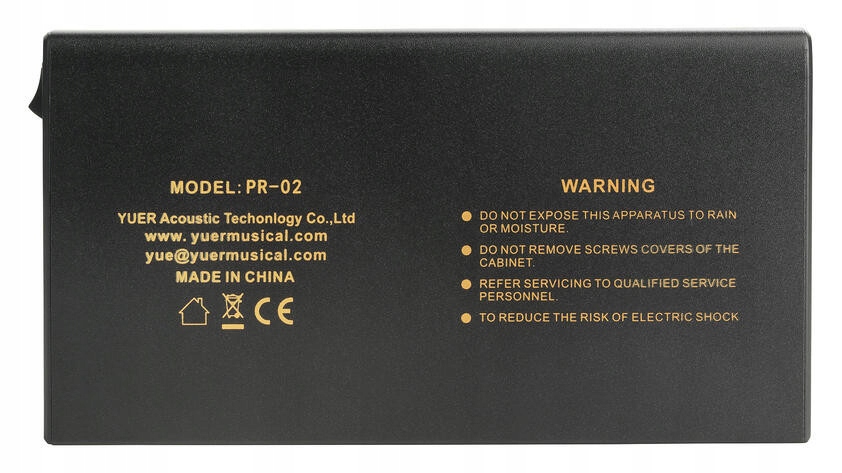 MODEL: PR-02
YUER Acoustic Techonlogy Co.,Ltd
www. yuermusical.com
yue@yuermusical.com
MADE IN CHINA
CE
WARNING
DO NOT EXPOSE THIS APPARATUS TO RAIN
OR MOISTURE.
DO NOT REMOVE SCREWS COVERS OF THE
CABINET.
REFER SERVICING TO QUALIFIED SERVICE
PERSONNEL.
TO REDUCE THE RISK OF ELECTRIC SHOCK